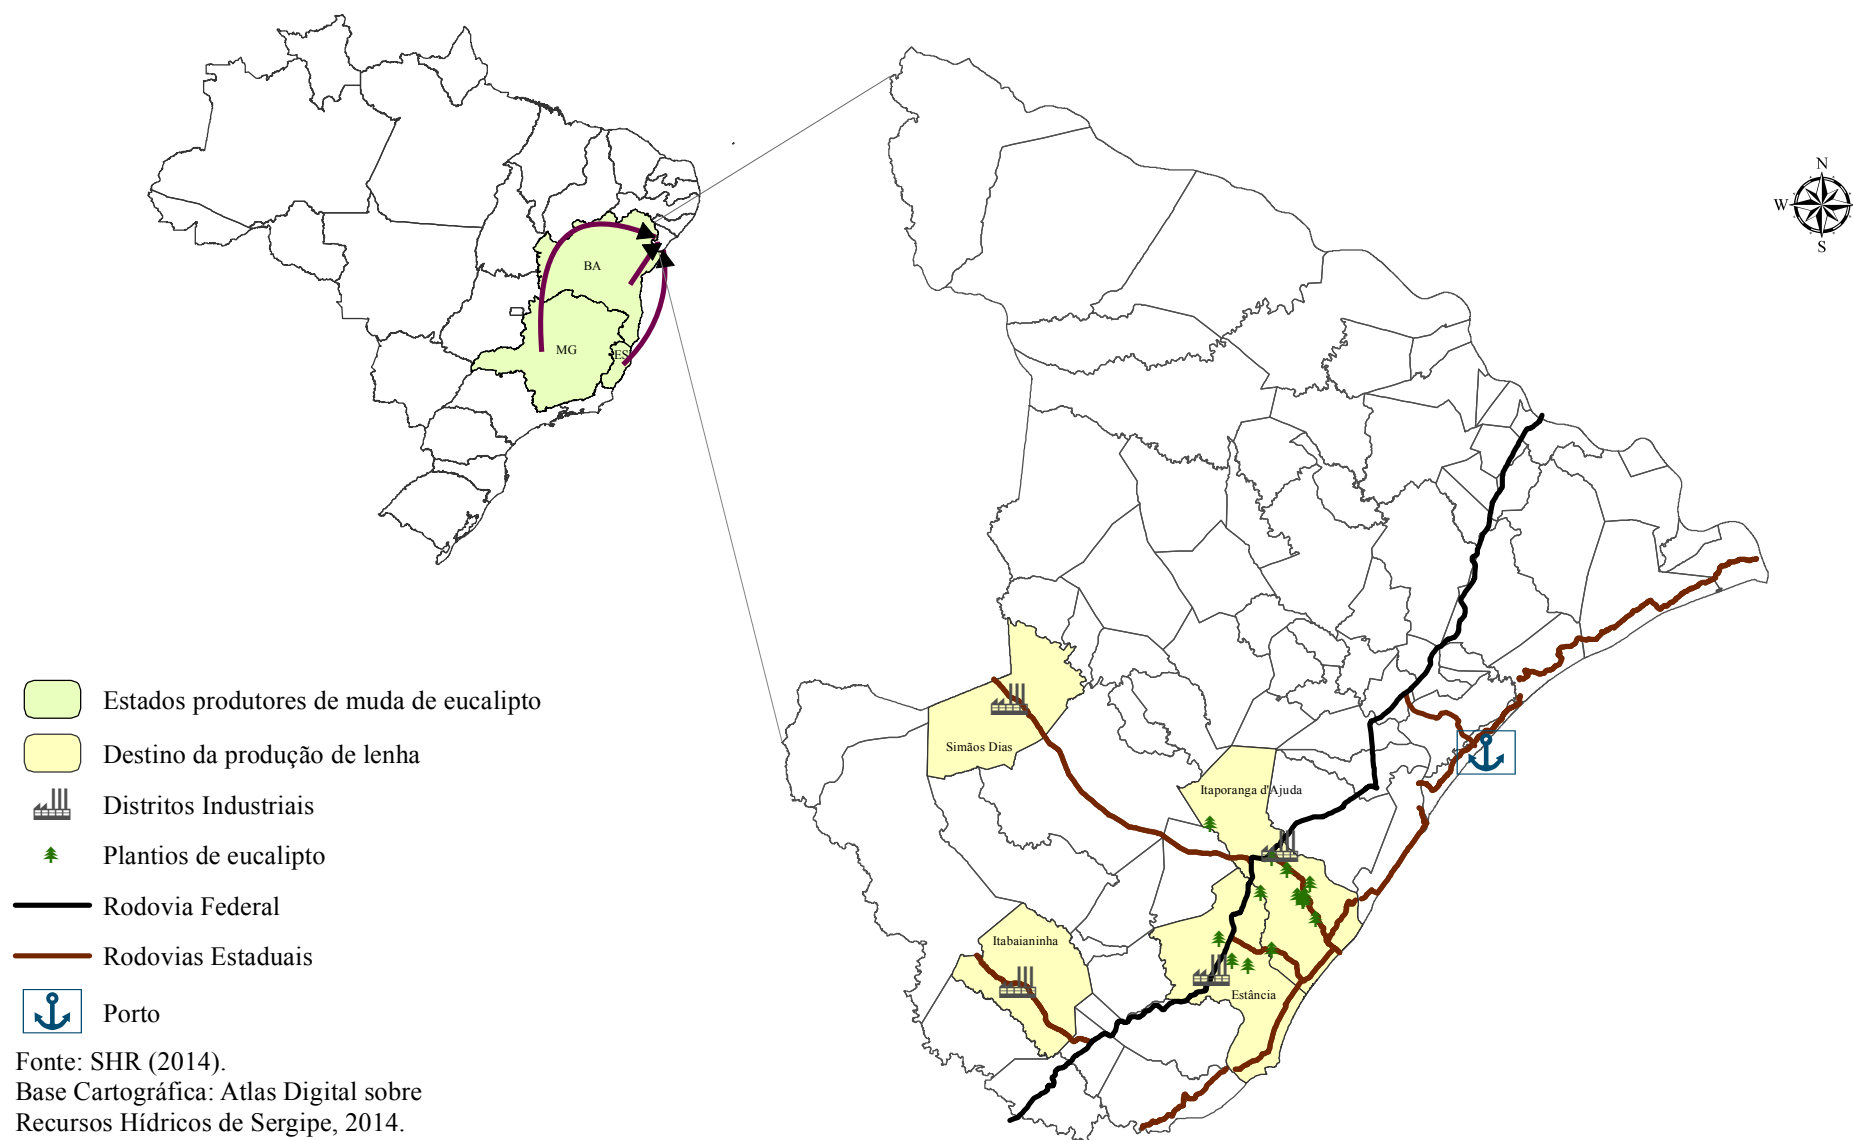 N
W
S
BA
MG
ES
Simãos Dias
Itaporanga d'Ajuda
Itabaianinha
Estância
Estados produtores de muda de eucalipto
Destino da produção de lenha
Distritos Industriais
Plantios de eucalipto
Rodovia Federal
Rodovias Estaduais
Porto
Fonte: SHR (2014).
Base Cartográfica: Atlas Digital sobre
Recursos Hídricos de Sergipe, 2014.